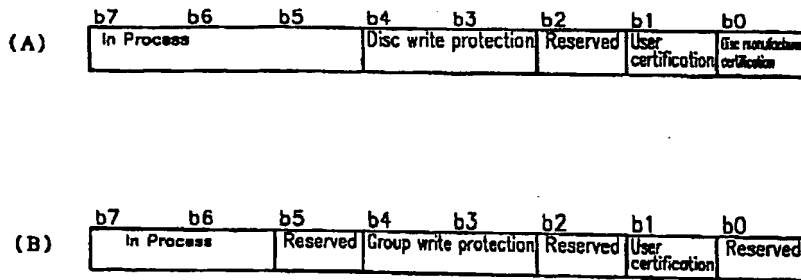 b7 b6 b5 b4 b3 b2 b1 b0
(A) In Process Disc write protection Reserved User certification Disc manufacturer certification
b7 b6 b5 b4 b3 b2 b1 b0
(B) In Process Reserved Group write protection Reserved User certification Reserved